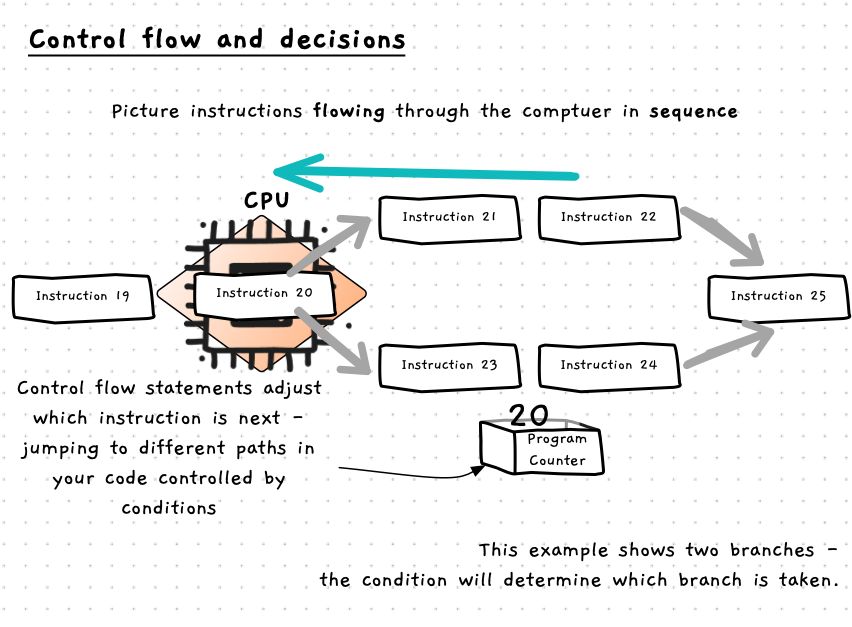 Control flow and decisions
Picture instructions flowing through the comptuer in sequence
CPU
Instruction 21
Instruction 22
Instruction 19
Instruction 20
Instruction 25
Instruction 23
Instruction 24
Control flow statements adjust
which instruction is next -
jumping to different paths in
your code controlled by
conditions
20
Program
Counter
This example shows two branches -
the condition will determine which branch is taken.